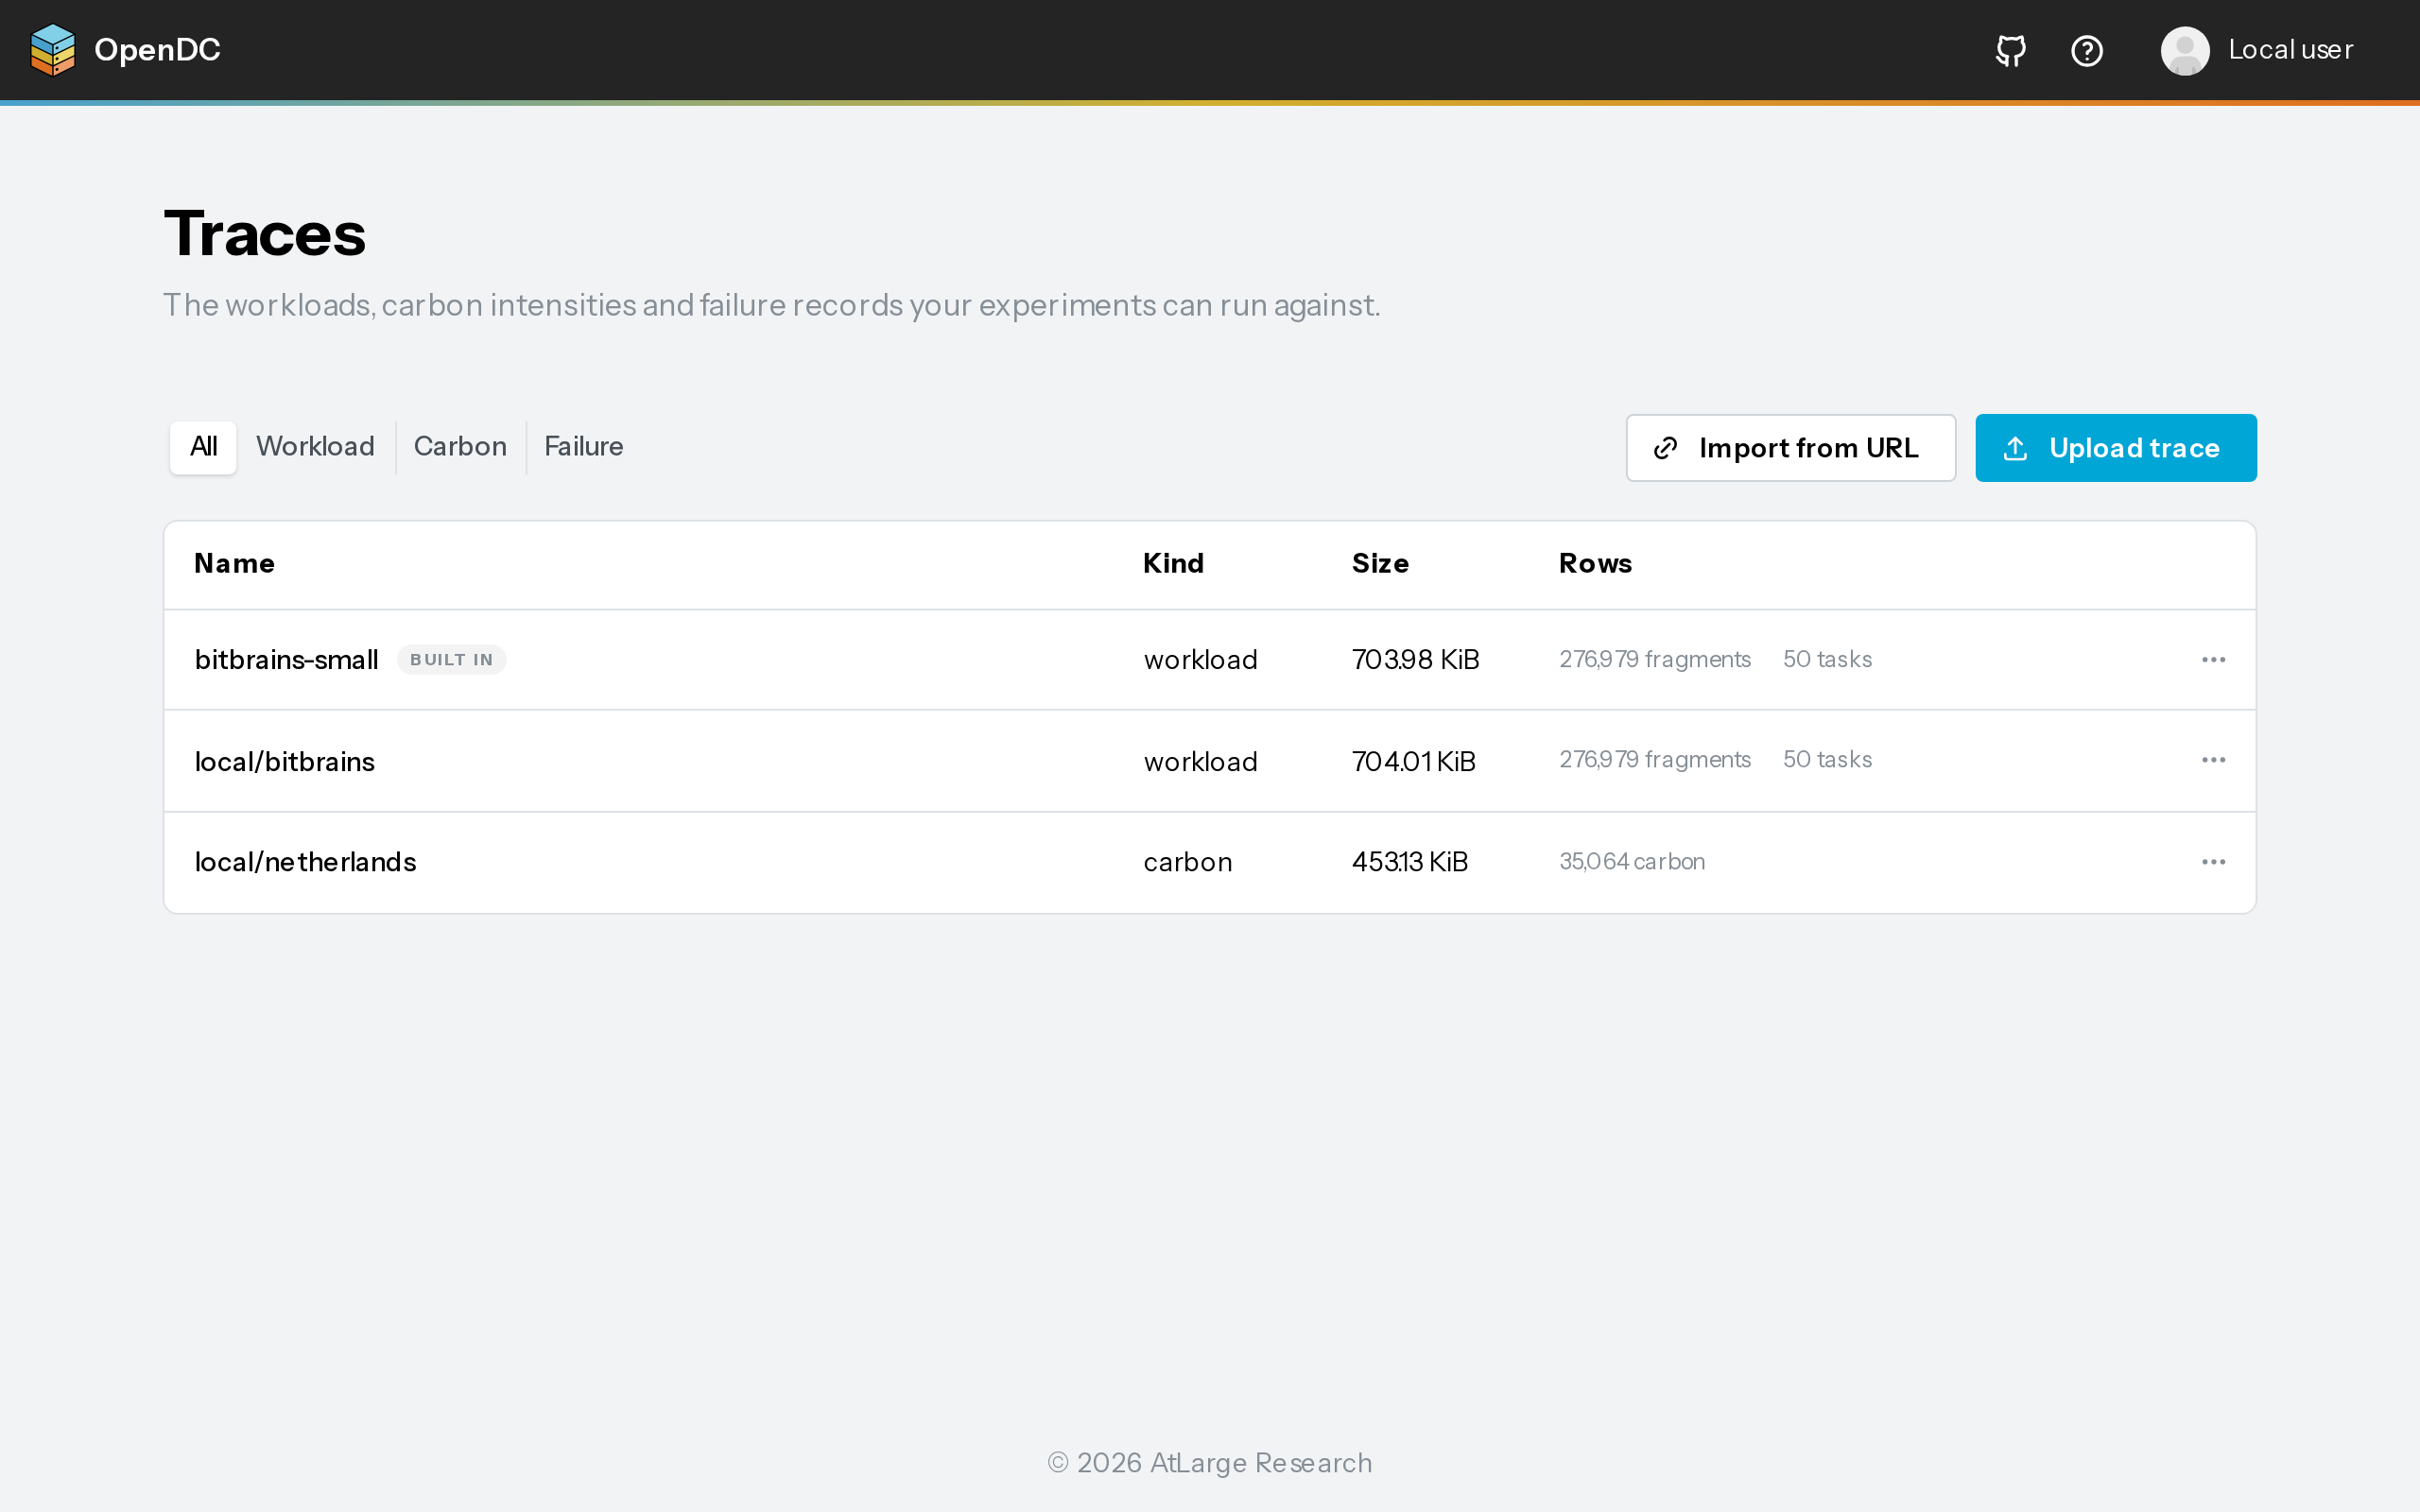 OpenDC
Local user
Traces
The workloads, carbon intensities and failure records your experiments can run against.
All Workload Carbon Failure
Import from URL Upload trace
Name Kind Size Rows
bitbrains-small BUILT IN workload 703.98 KiB 276,979 fragments 50 tasks
local/bitbrains workload 704.01 KiB 276,979 fragments 50 tasks
local/netherlands carbon 453.13 KiB 35,064 carbon
© 2026 AtLarge Research